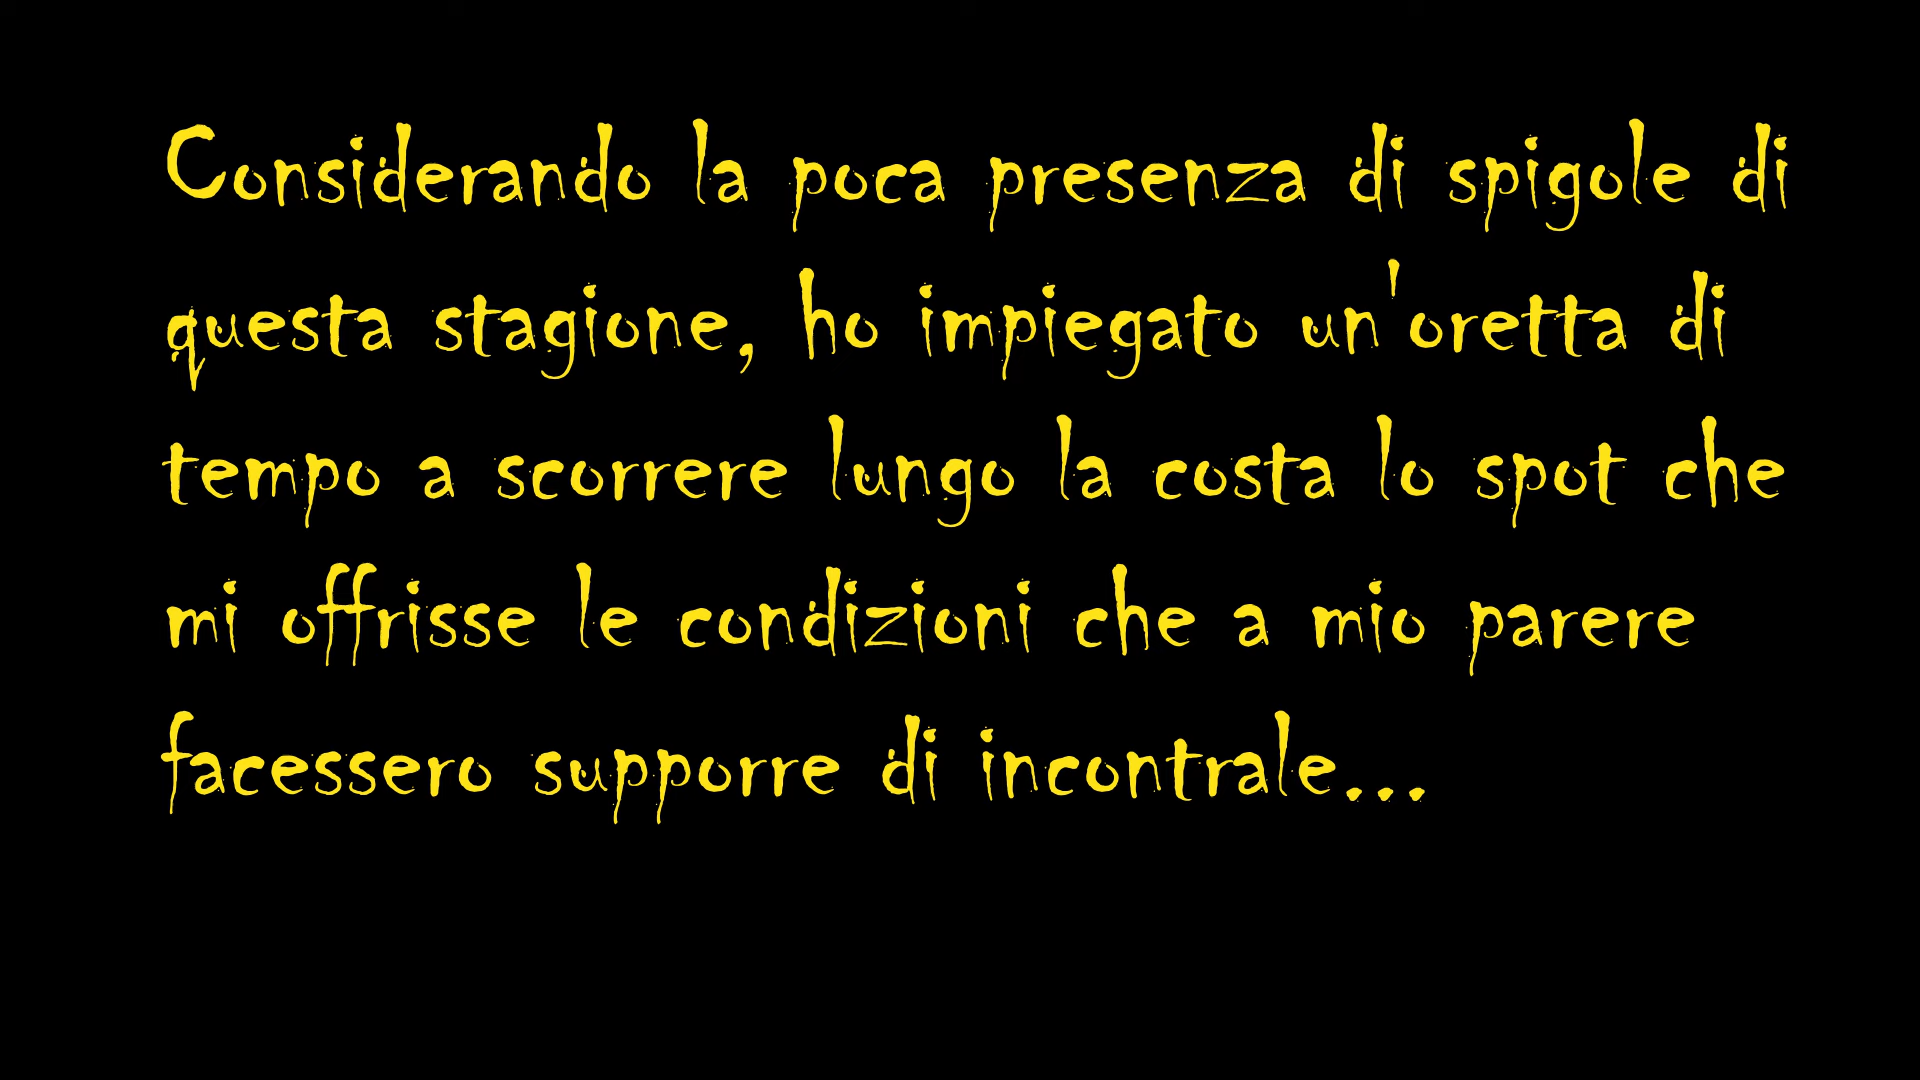 Considerando la poca presenza di spigole di
questa stagione, ho impiegato un'oretta di
tempo a scorrere lungo la costa lo spot che
mi offrisse le condizioni che a mio parere
facessero supporre di incontrale...